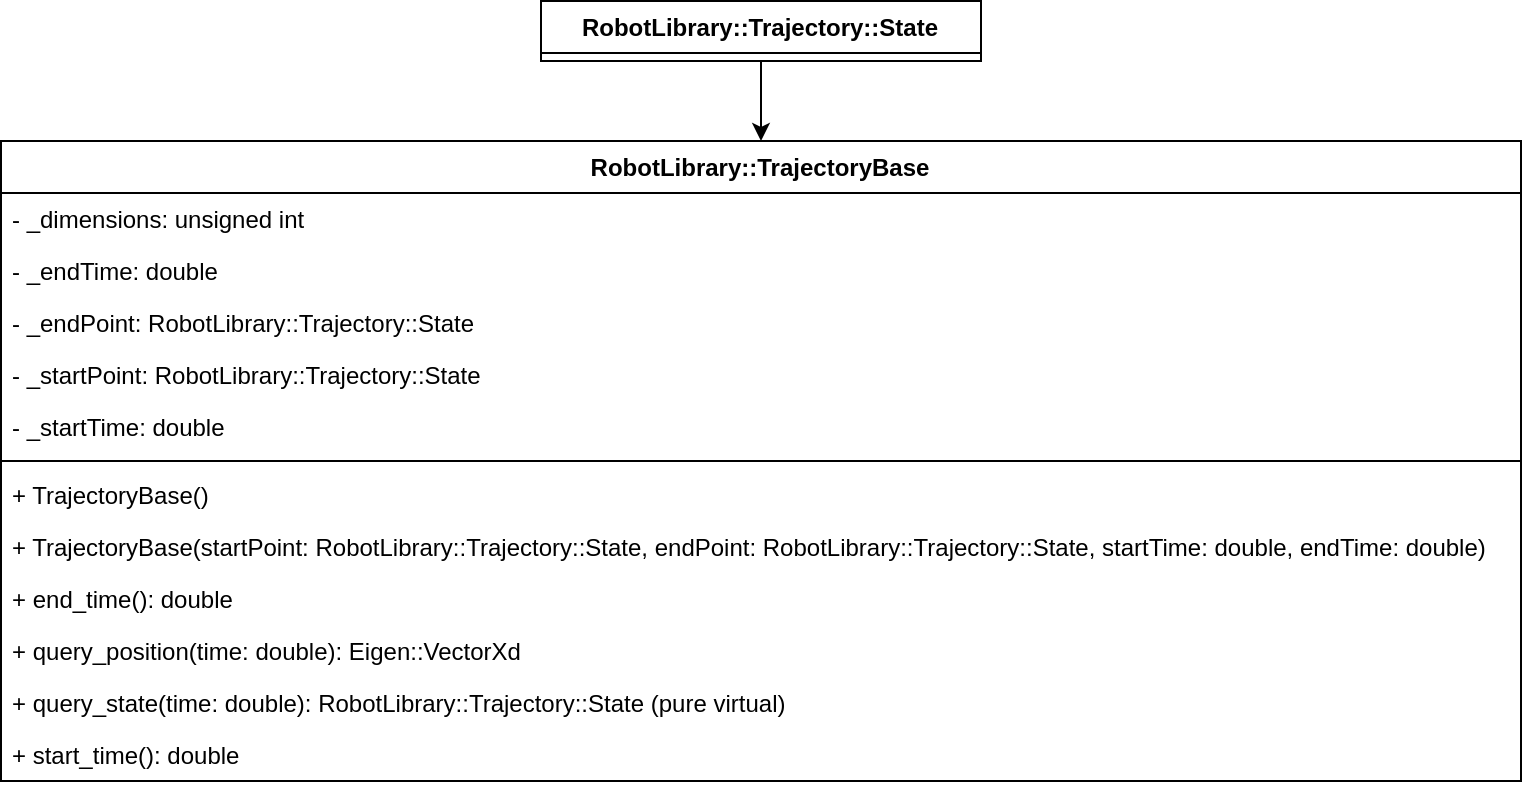 RobotLibrary::Trajectory::State
RobotLibrary::TrajectoryBase
- _dimensions: unsigned int
- _endTime: double
- _endPoint: RobotLibrary::Trajectory::State
- _startPoint: RobotLibrary::Trajectory::State
- _startTime: double
+ TrajectoryBase()
+ TrajectoryBase(startPoint: RobotLibrary::Trajectory::State, endPoint: RobotLibrary::Trajectory::State, startTime: double, endTime: double)
+ end_time(): double
+ query_position(time: double): Eigen::VectorXd
+ query_state(time: double): RobotLibrary::Trajectory::State (pure virtual)
+ start_time(): double